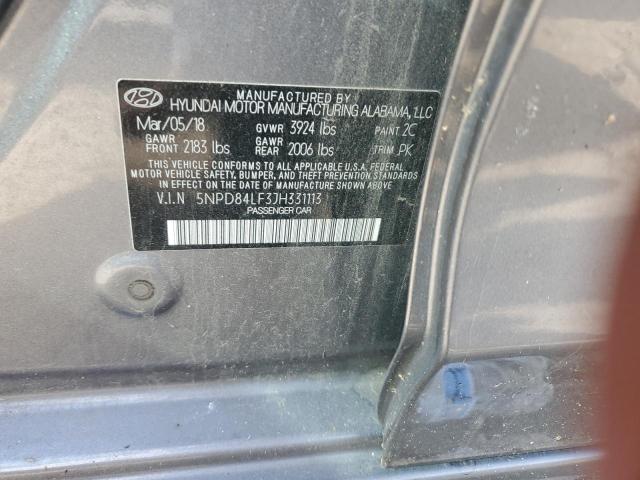 MANUFACTURED BY
HYUNDAI MOTOR MANUFACTURING ALABAMA, LLC
Mar/05/18 GVWR 3924 lbs PAINT 2C
GAWR FRONT 2183 lbs GAWR REAR 2006 lbs TRIM PK
THIS VEHICLE CONFORMS TO ALL APPLICABLE U.S.A. FEDERAL
MOTOR VEHICLE SAFETY, BUMPER, AND THEFT PREVENTION STANDARDS
IN EFFECT ON THE DATE OF MANUFACTURE SHOWN ABOVE.
V.I.N 5NPD84LF3JH331113
PASSENGER CAR